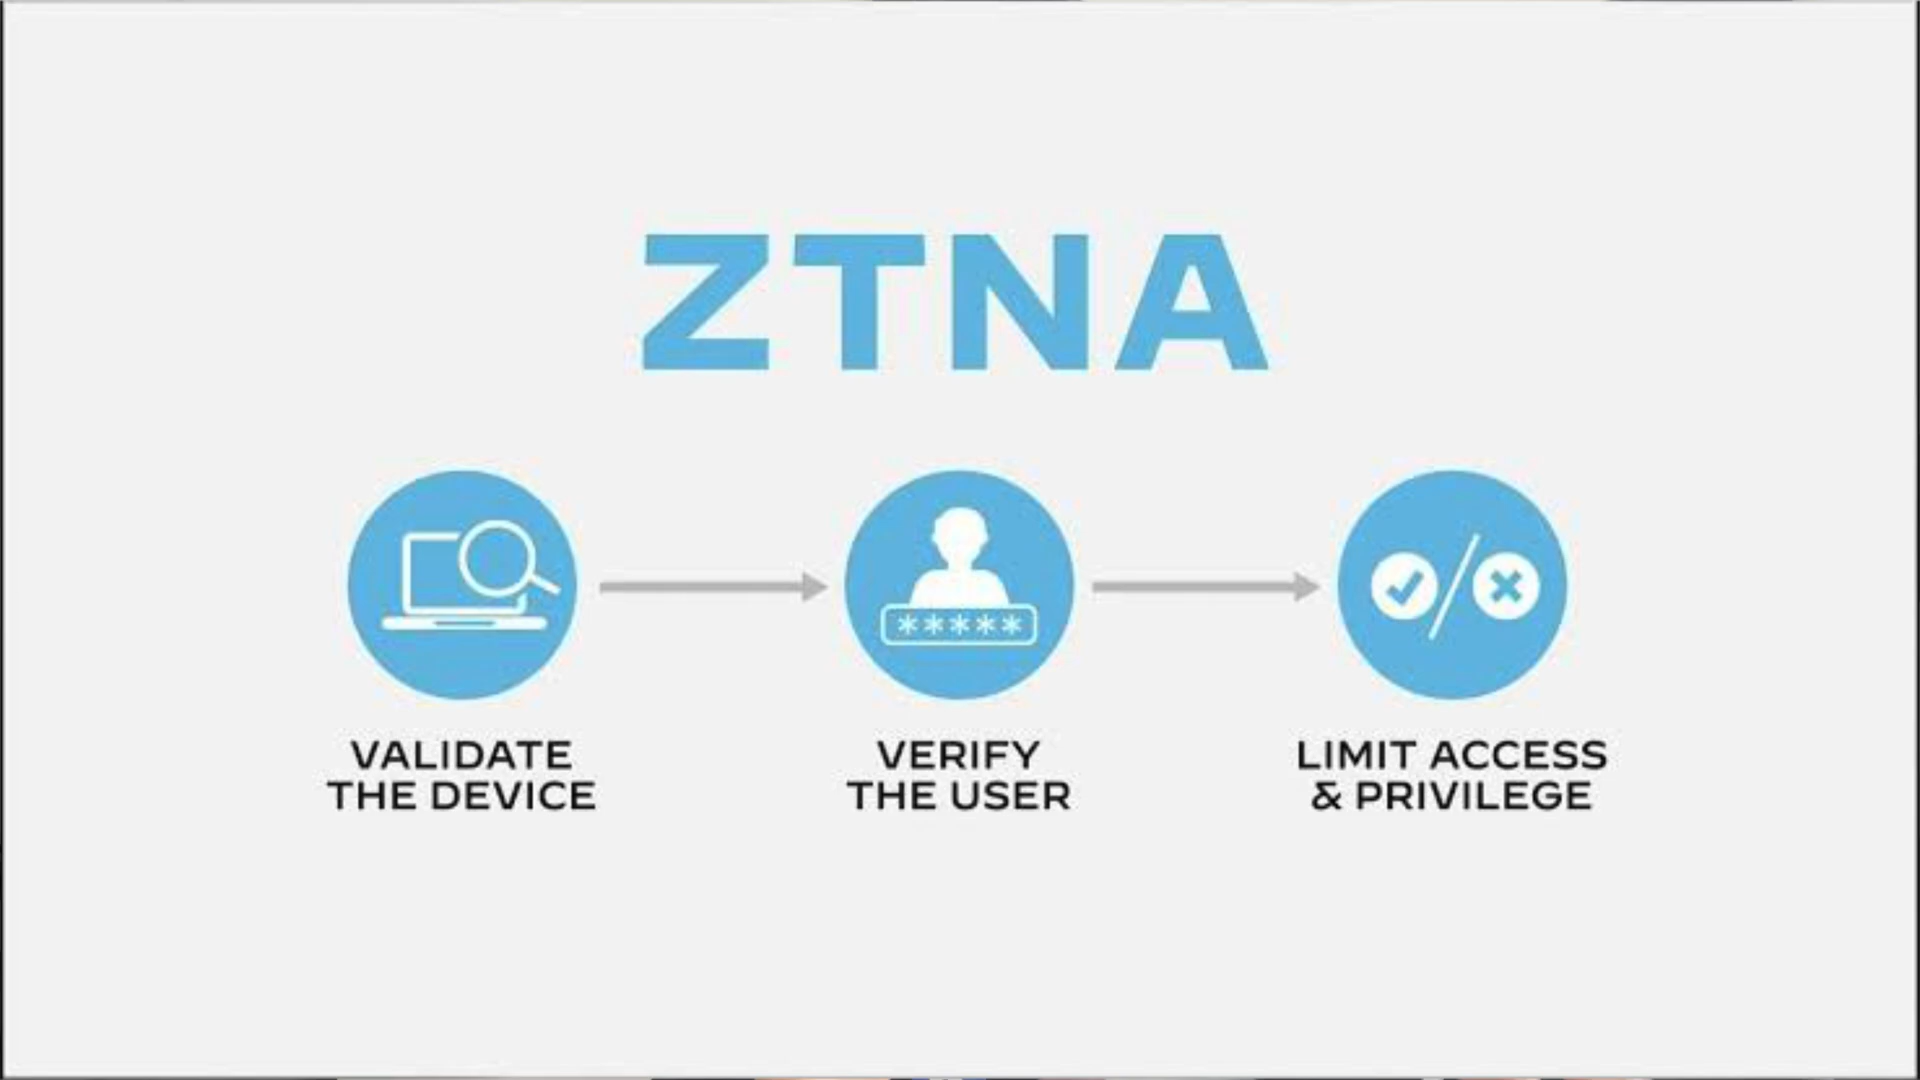 ZTNA
*****
VALIDATE
THE DEVICE
VERIFY
THE USER
LIMIT ACCESS
& PRIVILEGE